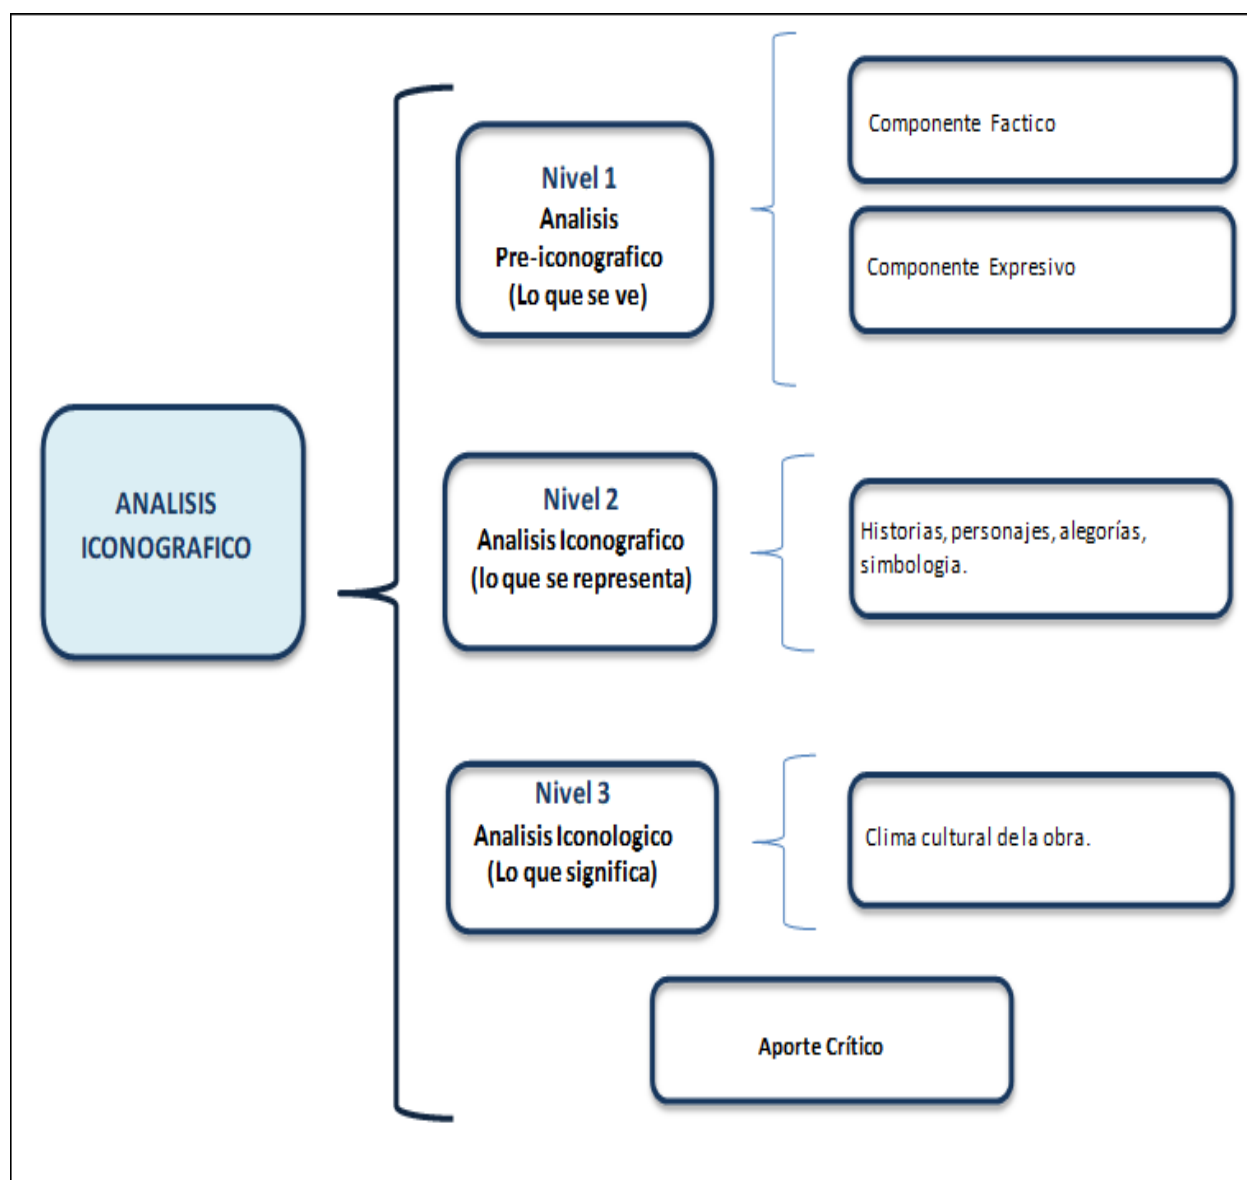 ANALISIS
ICONOGRAFICO
Nivel 1
Analisis
Pre-iconografico
(Lo que se ve)
Componente Factico
Componente Expresivo
Nivel 2
Analisis Iconografico
(lo que se representa)
Historias, personajes, alegorías,
simbologia.
Nivel 3
Analisis Iconologico
(Lo que significa)
Clima cultural de la obra.
Aporte Crítico